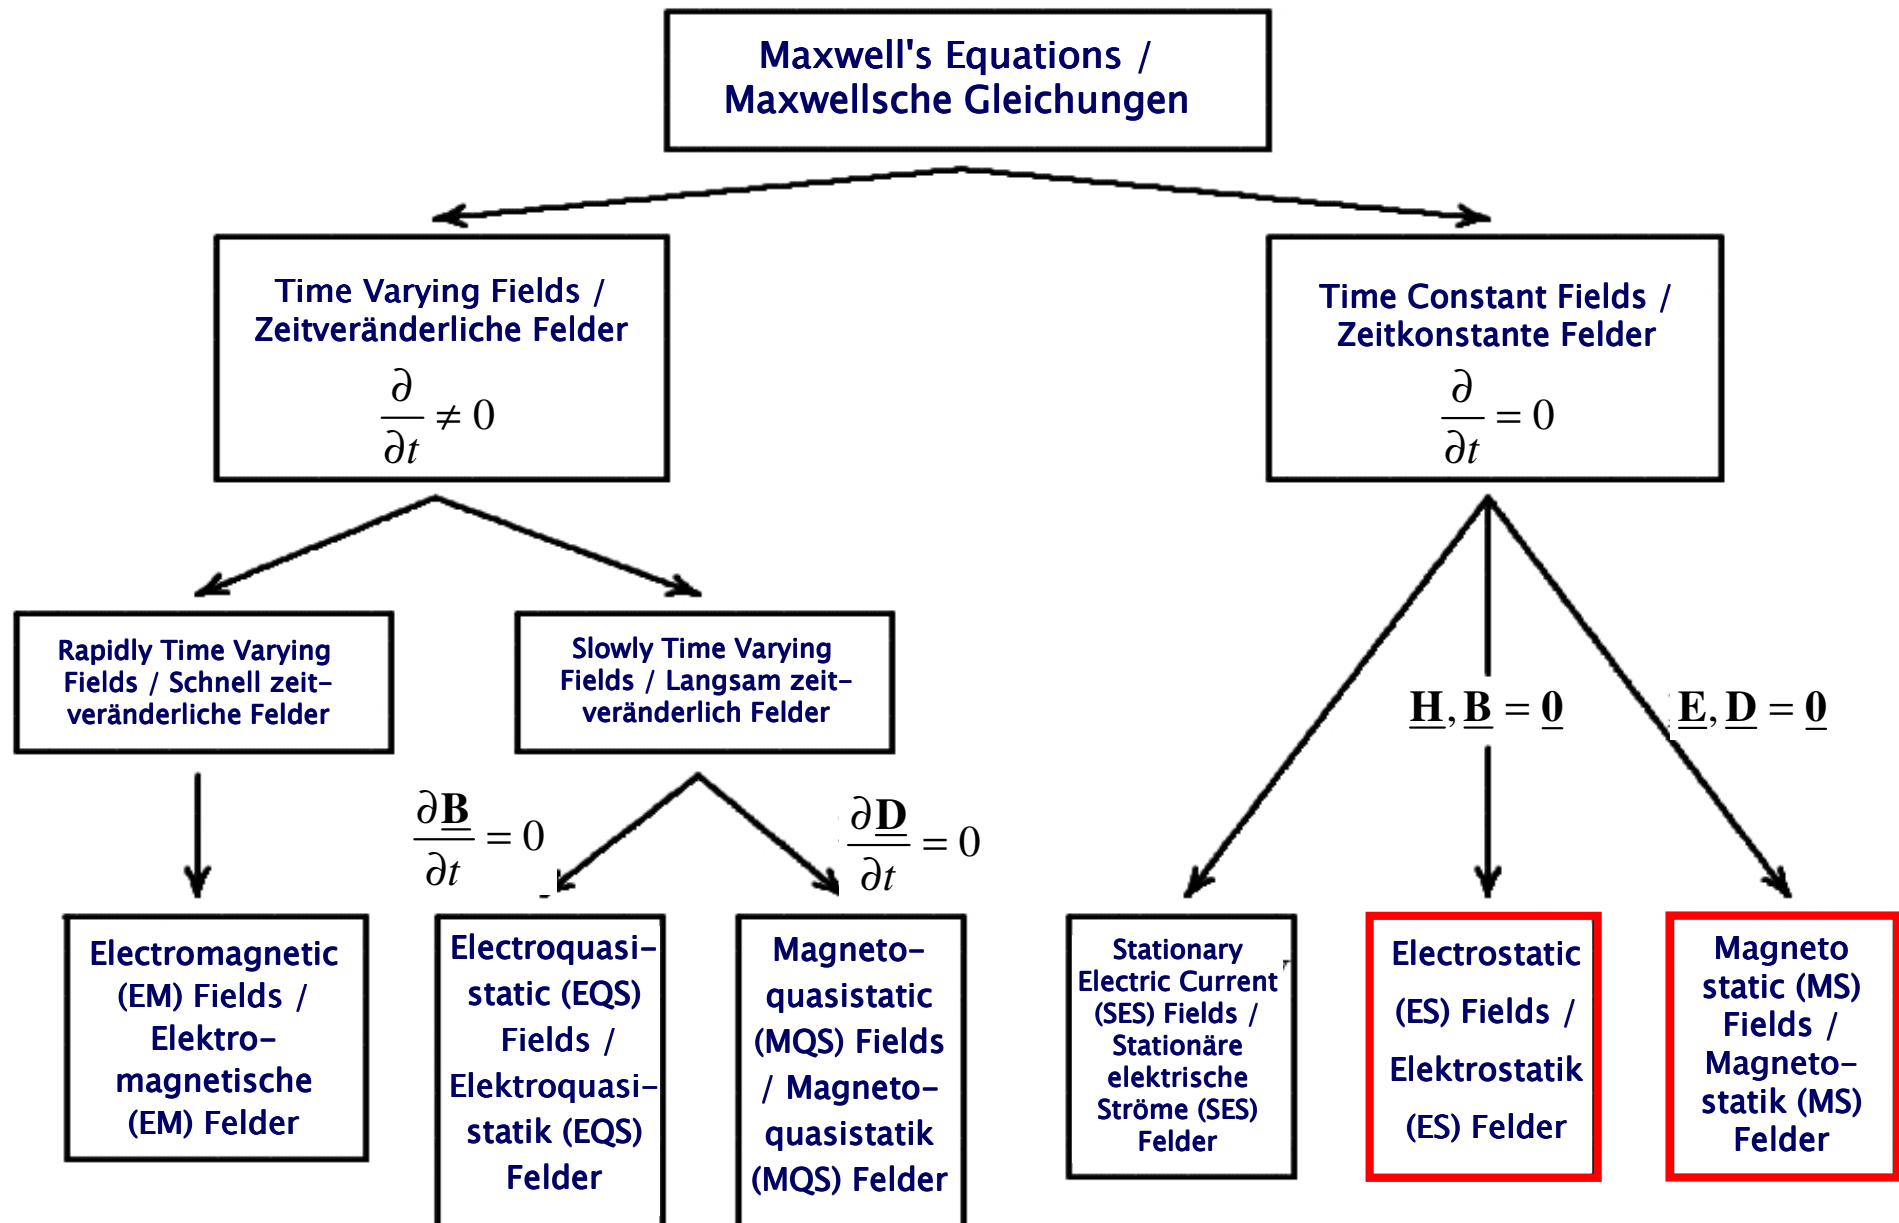 Maxwell's Equations /
Maxwellsche Gleichungen
Time Varying Fields /
Zeitveränderliche Felder
∂/∂t ≠ 0
Time Constant Fields /
Zeitkonstante Felder
∂/∂t = 0
Rapidly Time Varying
Fields / Schnell zeit-
veränderliche Felder
Slowly Time Varying
Fields / Langsam zeit-
veränderlich Felder
H, B = 0
E, D = 0
∂B/∂t = 0
∂D/∂t = 0
Electromagnetic
(EM) Fields /
Elektro-
magnetische
(EM) Felder
Electroquasi-
static (EQS)
Fields /
Elektroquasi-
statik (EQS)
Felder
Magneto-
quasistatic
(MQS) Fields
/ Magneto-
quasistatik
(MQS) Felder
Stationary
Electric Current
(SES) Fields /
Stationäre
elektrische
Ströme (SES)
Felder
Electrostatic
(ES) Fields /
Elektrostatik
(ES) Felder
Magneto
static (MS)
Fields /
Magneto-
statik (MS)
Felder